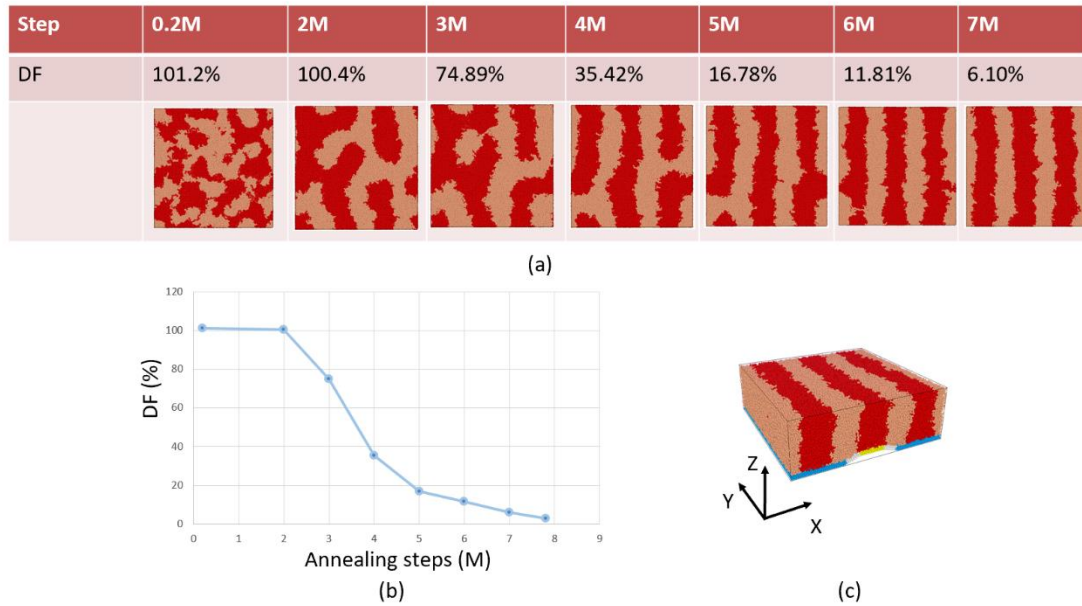 Step 0.2M 2M 3M 4M 5M 6M 7M
DF 101.2% 100.4% 74.89% 35.42% 16.78% 11.81% 6.10%
(a)
120
100
80
60
40
20
0
DF (%)
0 1 2 3 4 5 6 7 8 9
Annealing steps (M)
(b)
Z
Y
X
(c)